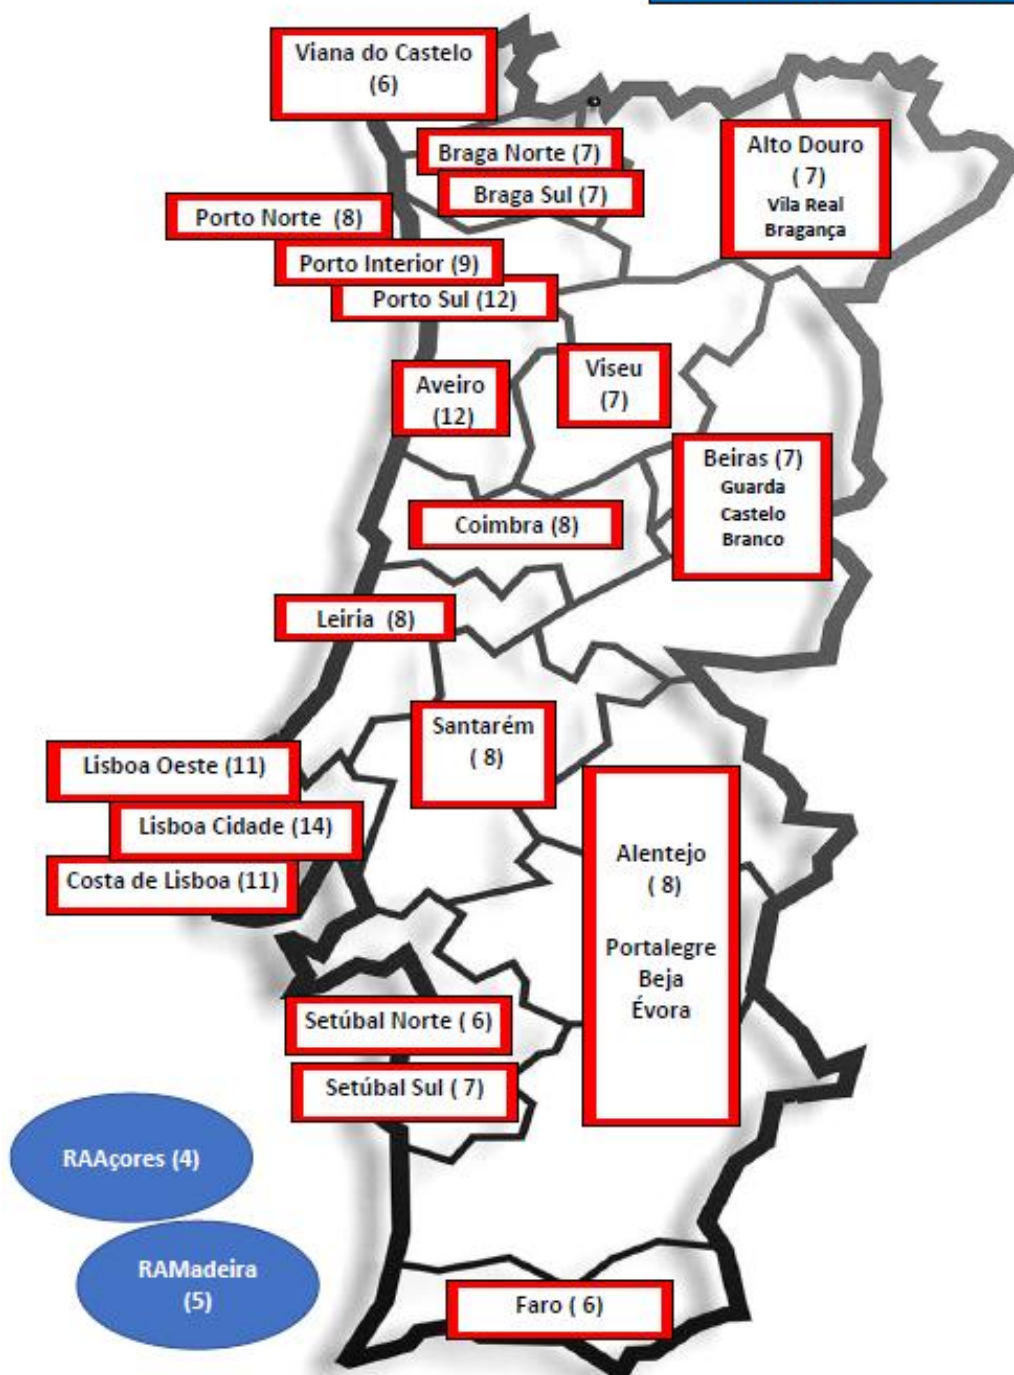 Viana do Castelo
(6)
Braga Norte (7)
Braga Sul (7)
Alto Douro
( 7)
Vila Real
Bragança
Porto Norte (8)
Porto Interior (9)
Porto Sul (12)
Aveiro
(12)
Viseu
(7)
Beiras (7)
Guarda
Castelo
Branco
Coimbra (8)
Leiria (8)
Santarém
( 8)
Lisboa Oeste (11)
Lisboa Cidade (14)
Costa de Lisboa (11)
Alentejo
( 8)
Portalegre
Beja
Évora
Setúbal Norte ( 6)
Setúbal Sul ( 7)
RAAçores (4)
RAMadeira
(5)
Faro ( 6)